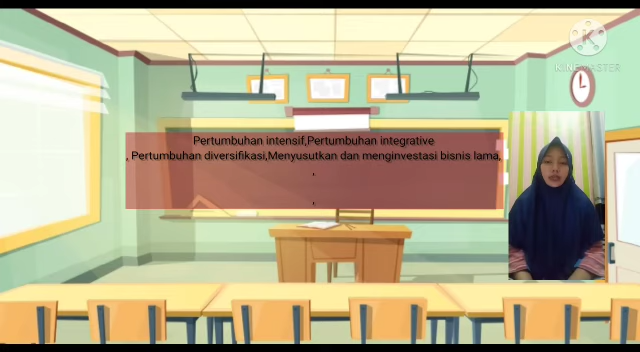 KINEMASTER
Pertumbuhan intensif,Pertumbuhan integrative
, Pertumbuhan diversifikasi,Menyusutkan dan menginvestasi bisnis lama,
,
,